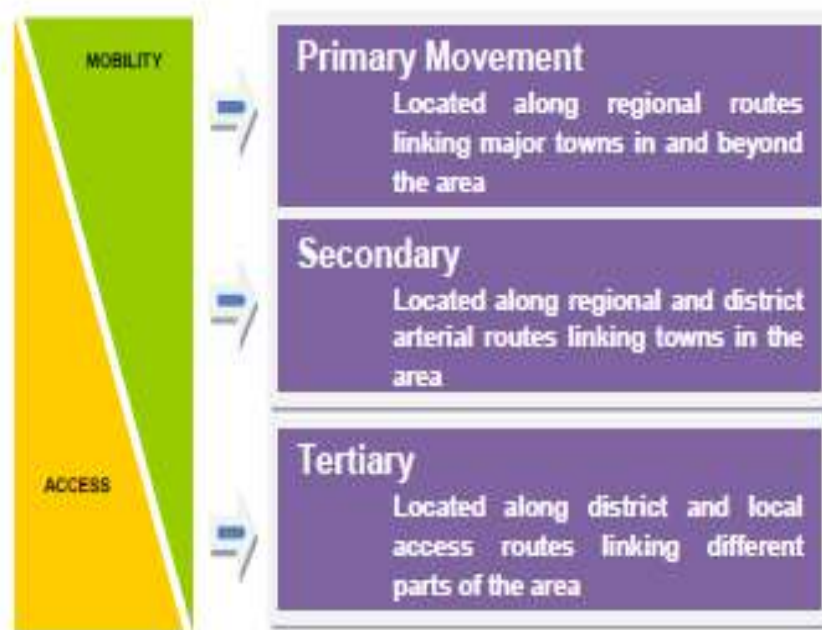 MOBILITY
Primary Movement
Located along regional routes
linking major towns in and beyond
the area
Secondary
Located along regional and district
arterial routes linking towns in the
area
ACCESS
Tertiary
Located along district and local
access routes linking different
parts of the area